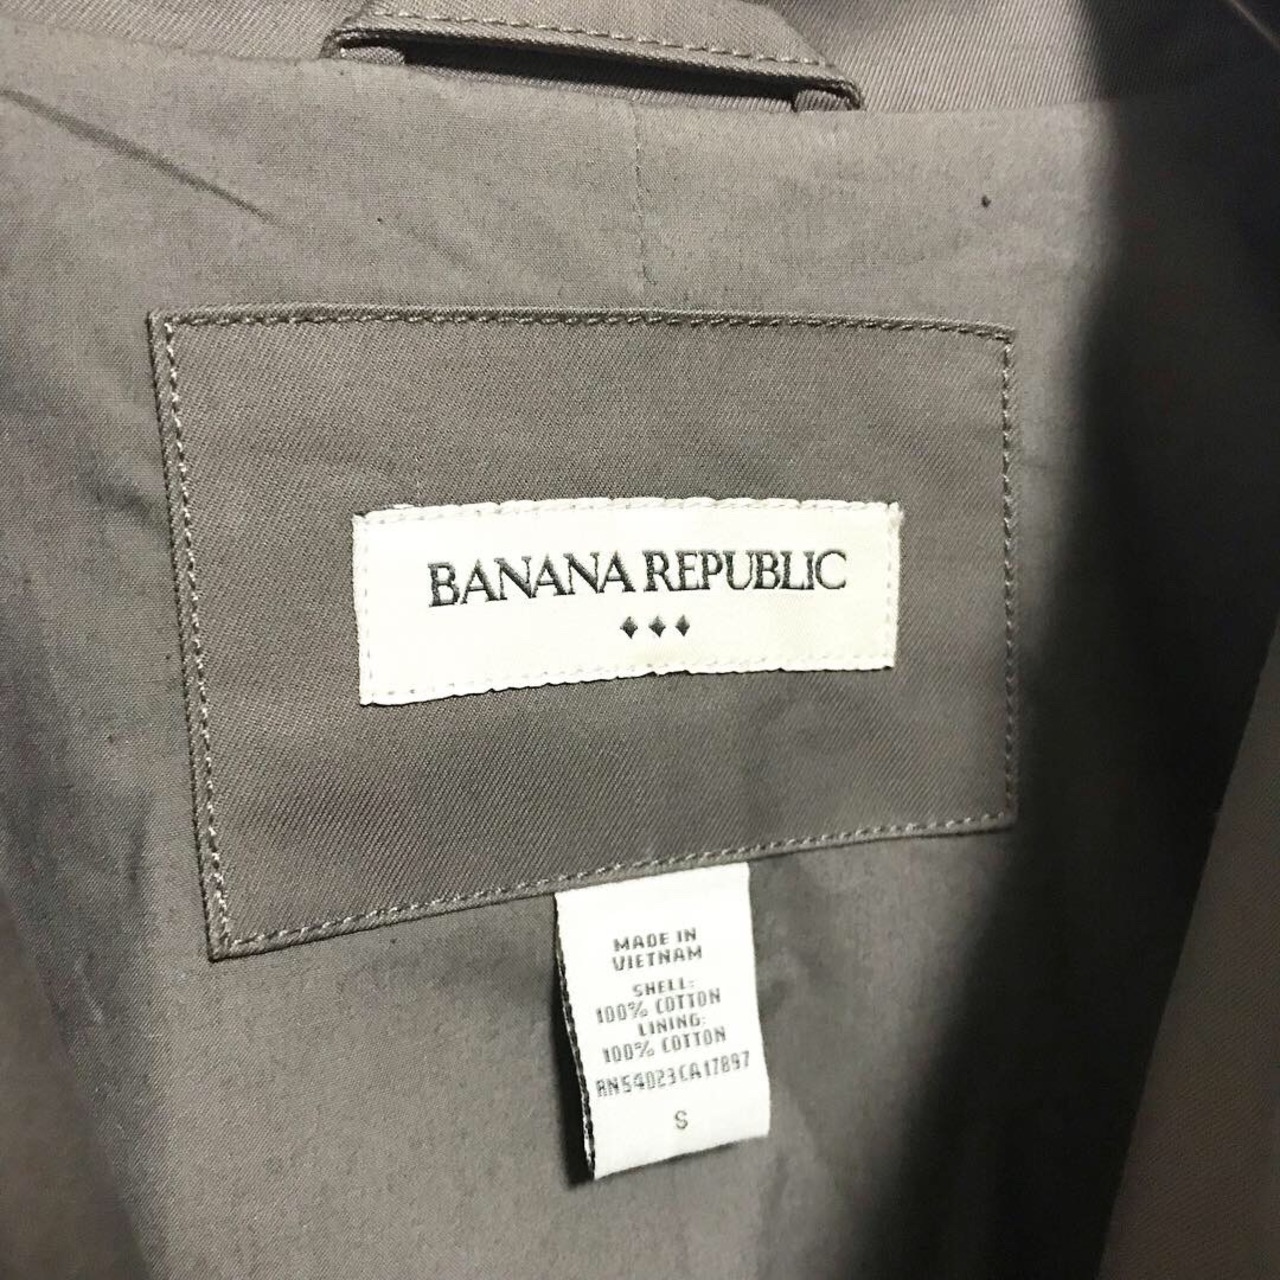 BANANA REPUBLIC
MADE IN
VIETNAM
SHELL:
100% COTTON
LINING:
100% COTTON
RN54023CA17897
S